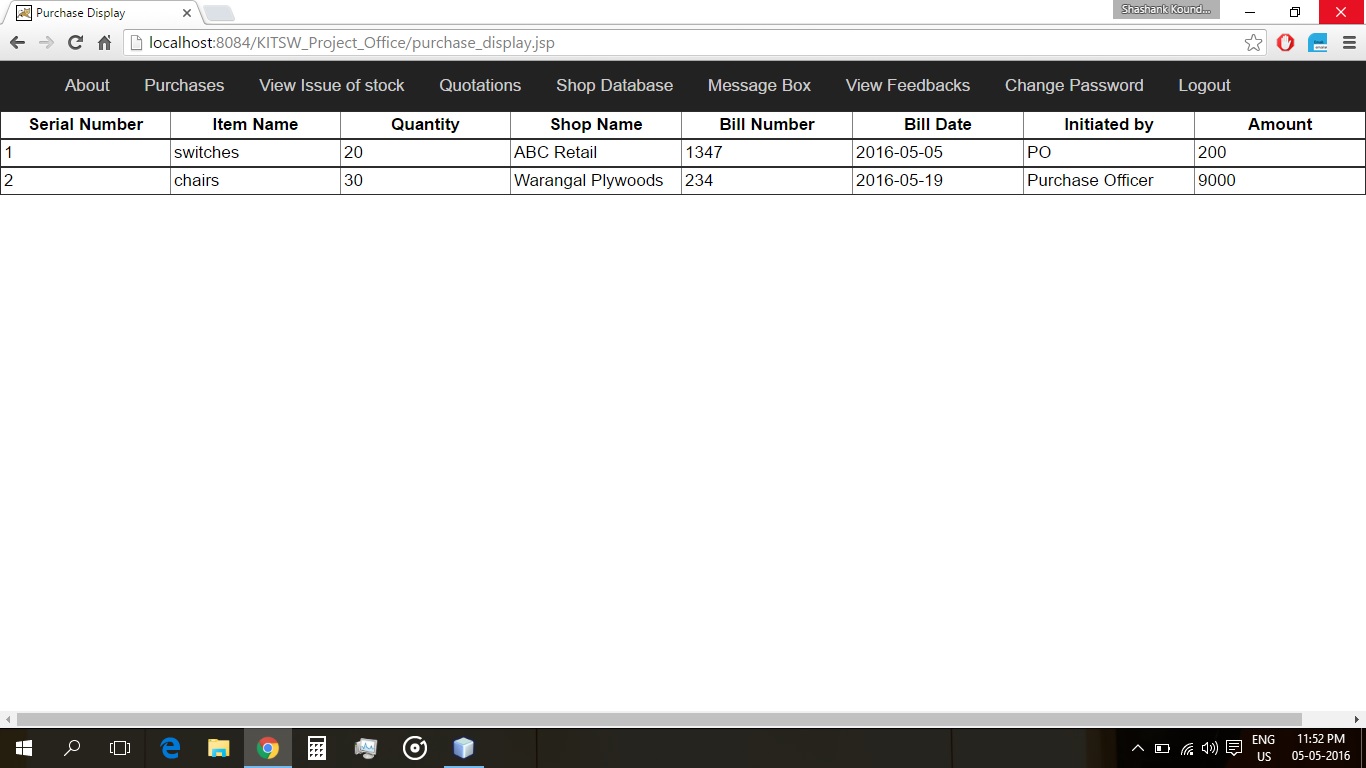 Purchase Display
Shashank Kound...
localhost:8084/KITSW_Project_Office/purchase_display.jsp
About Purchases View Issue of stock Quotations Shop Database Message Box View Feedbacks Change Password Logout
Serial Number Item Name Quantity Shop Name Bill Number Bill Date Initiated by Amount
1 switches 20 ABC Retail 1347 2016-05-05 PO 200
2 chairs 30 Warangal Plywoods 234 2016-05-19 Purchase Officer 9000
ENG 11:52 PM
US 05-05-2016